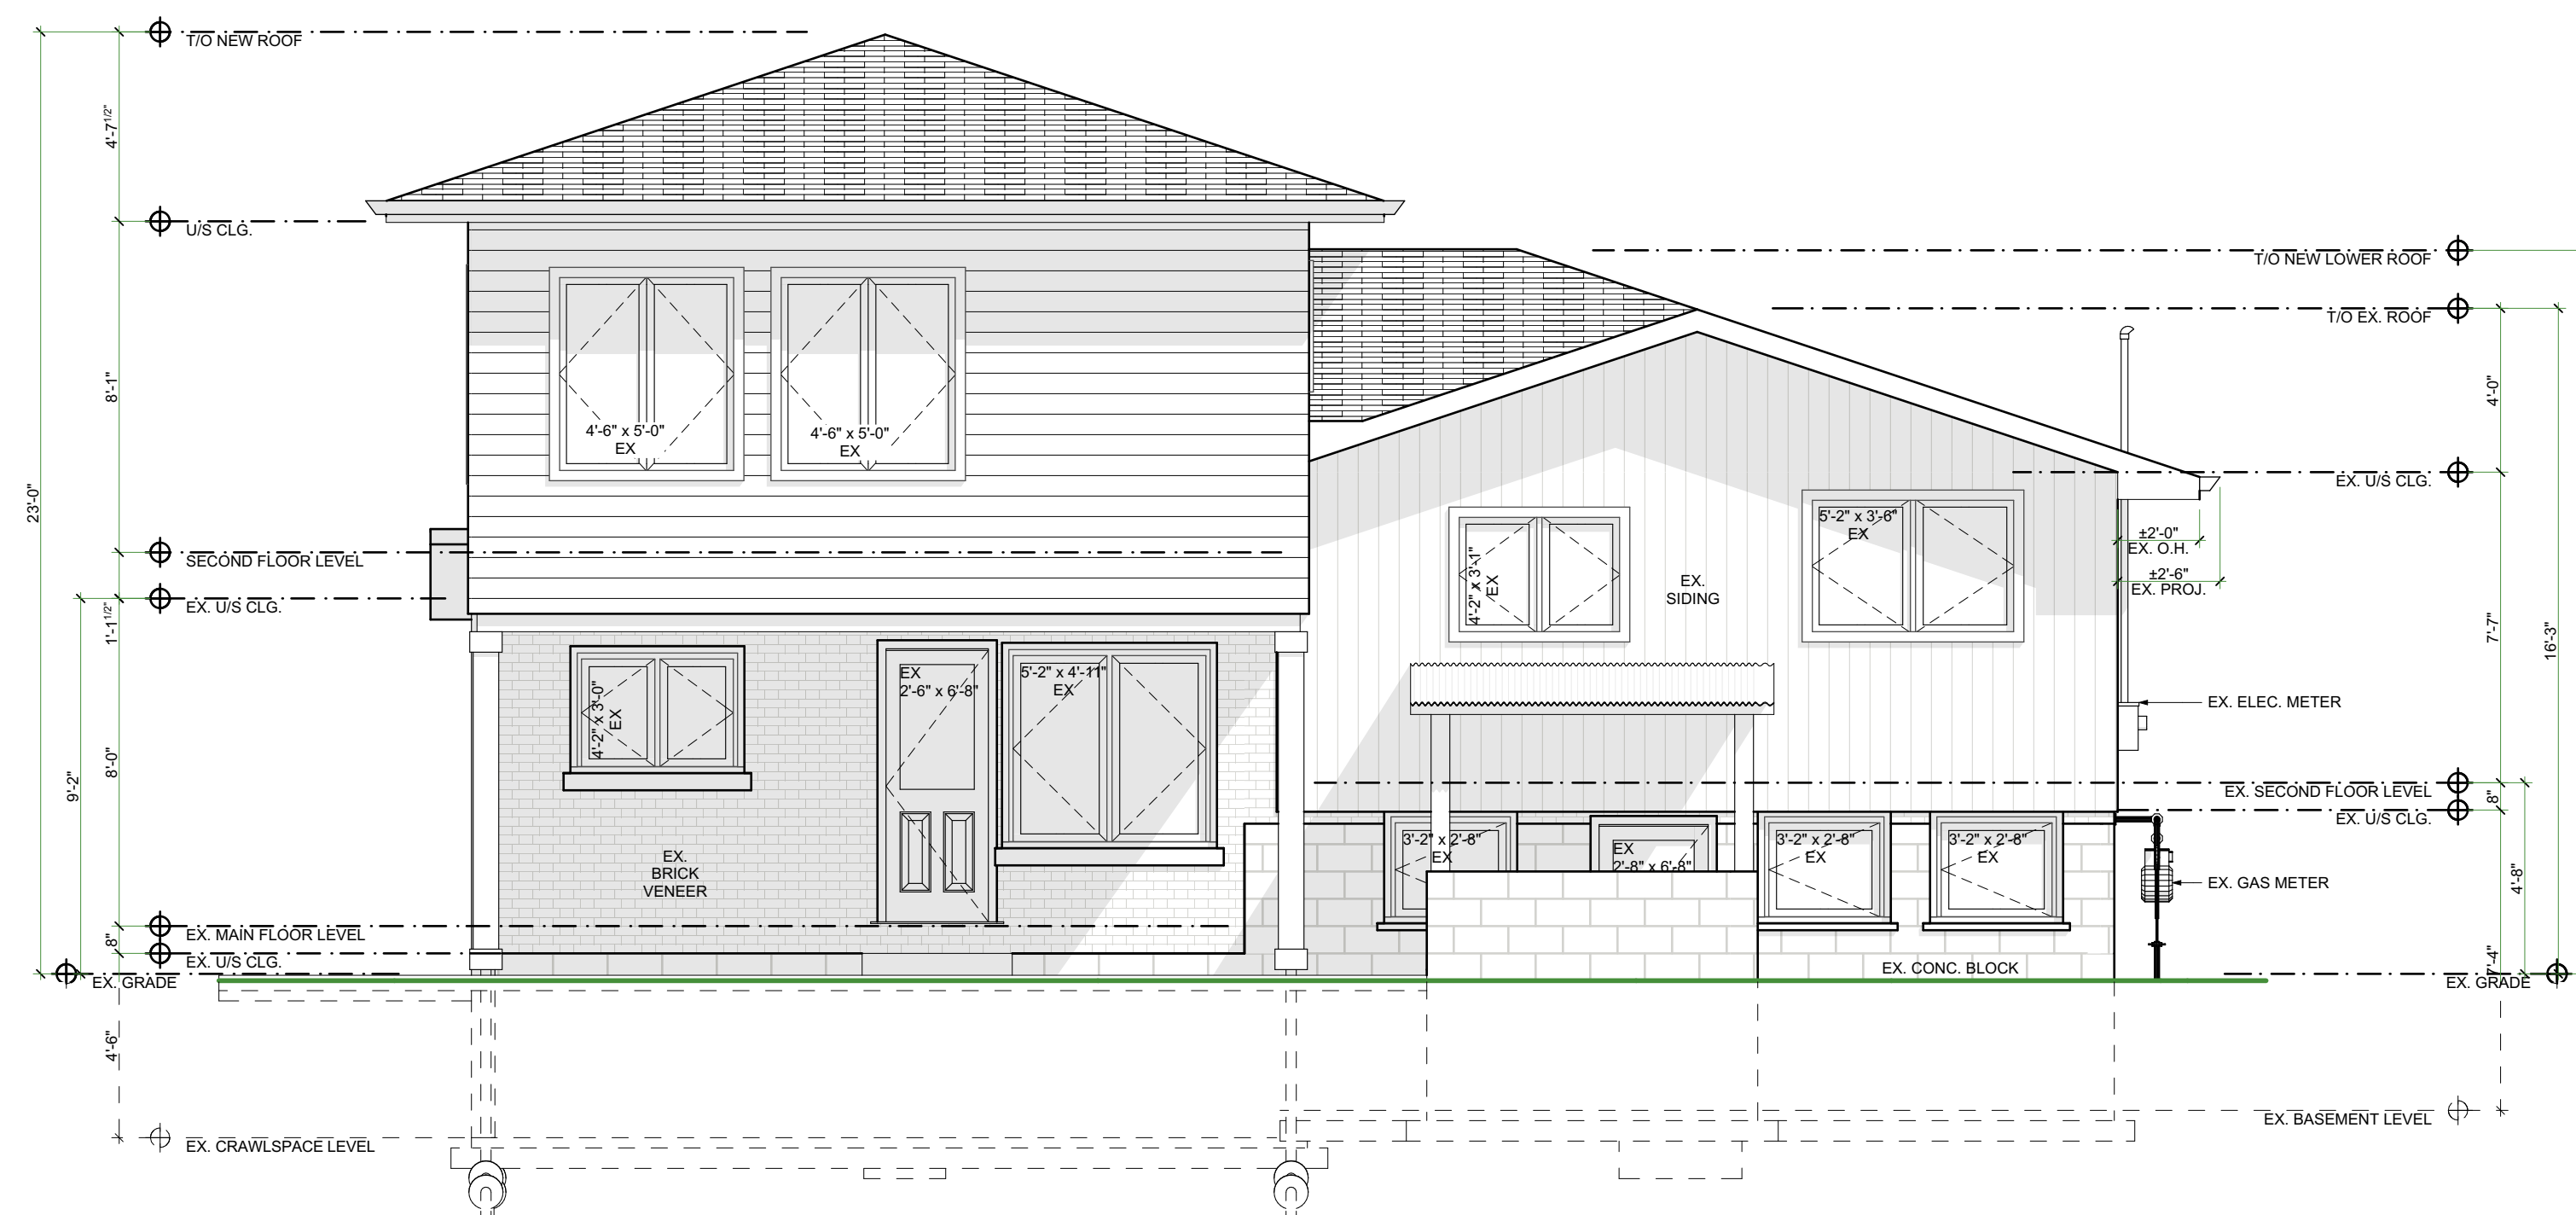 T/O NEW ROOF
4'-7 1/2"
U/S CLG.
T/O NEW LOWER ROOF
T/O EX. ROOF
8'-1"
4'-0"
4'-6" x 5'-0"
EX
4'-6" x 5'-0"
EX
EX. U/S CLG.
23'-0"
5'-2" x 3'-6"
EX
±2'-0"
EX. O.H.
SECOND FLOOR LEVEL
4'-2" x 3'-1"
EX
EX.
SIDING
±2'-6"
EX. PROJ.
EX. U/S CLG.
1'-1 1/2"
7'-7"
16'-3"
EX
2'-6" x 6'-8"
5'-2" x 4'-11"
EX
4'-2" x 3'-0"
EX
EX. ELEC. METER
8'-0"
9'-2"
EX. SECOND FLOOR LEVEL
8"
EX. U/S CLG.
3'-2" x 2'-8"
EX
EX
2'-8" x 6'-8"
3'-2" x 2'-8"
EX
3'-2" x 2'-8"
EX
EX.
BRICK
VENEER
EX. GAS METER
4'-8"
EX. MAIN FLOOR LEVEL
8"
EX. U/S CLG.
EX. CONC. BLOCK
7'-4"
EX. GRADE
EX. GRADE
4'-6"
EX. CRAWLSPACE LEVEL
EX. BASEMENT LEVEL